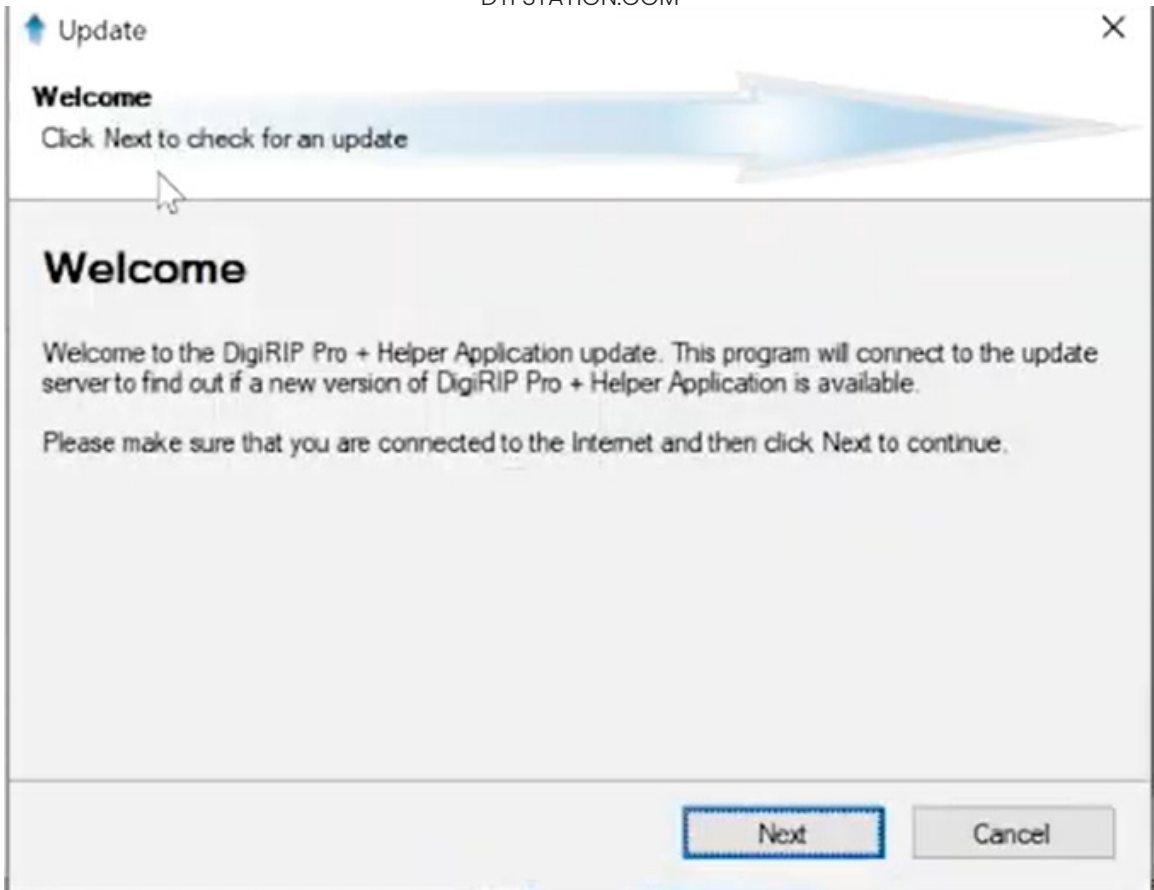 DTFSTATION.COM
Update
Welcome
Click Next to check for an update
Welcome
Welcome to the DigiRIP Pro + Helper Application update. This program will connect to the update
server to find out if a new version of DigiRIP Pro + Helper Application is available.
Please make sure that you are connected to the Internet and then click Next to continue.
Next
Cancel